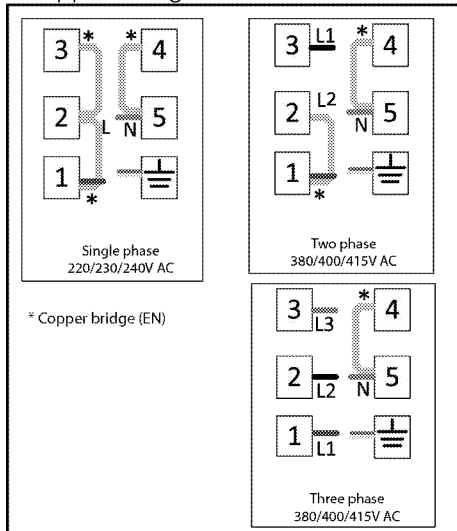 3 * * 4
2 L N 5
1 *
Single phase
220/230/240V AC
3 L1 * 4
2 L2 N 5
1 *
Two phase
380/400/415V AC
* Copper bridge (EN)
3 L3 * 4
2 L2 N 5
1 L1
Three phase
380/400/415V AC